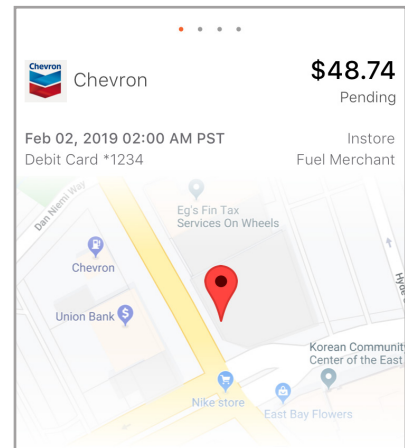 Chevron
Chevron
$48.74
Pending
Feb 02, 2019 02:00 AM PST
Instore
Debit Card *1234
Fuel Merchant
Dan Niemi Way
Eg's Fin Tax
Services On Wheels
Chevron
Union Bank
$
Korean Communit
Center of the East
Nike store
East Bay Flowers